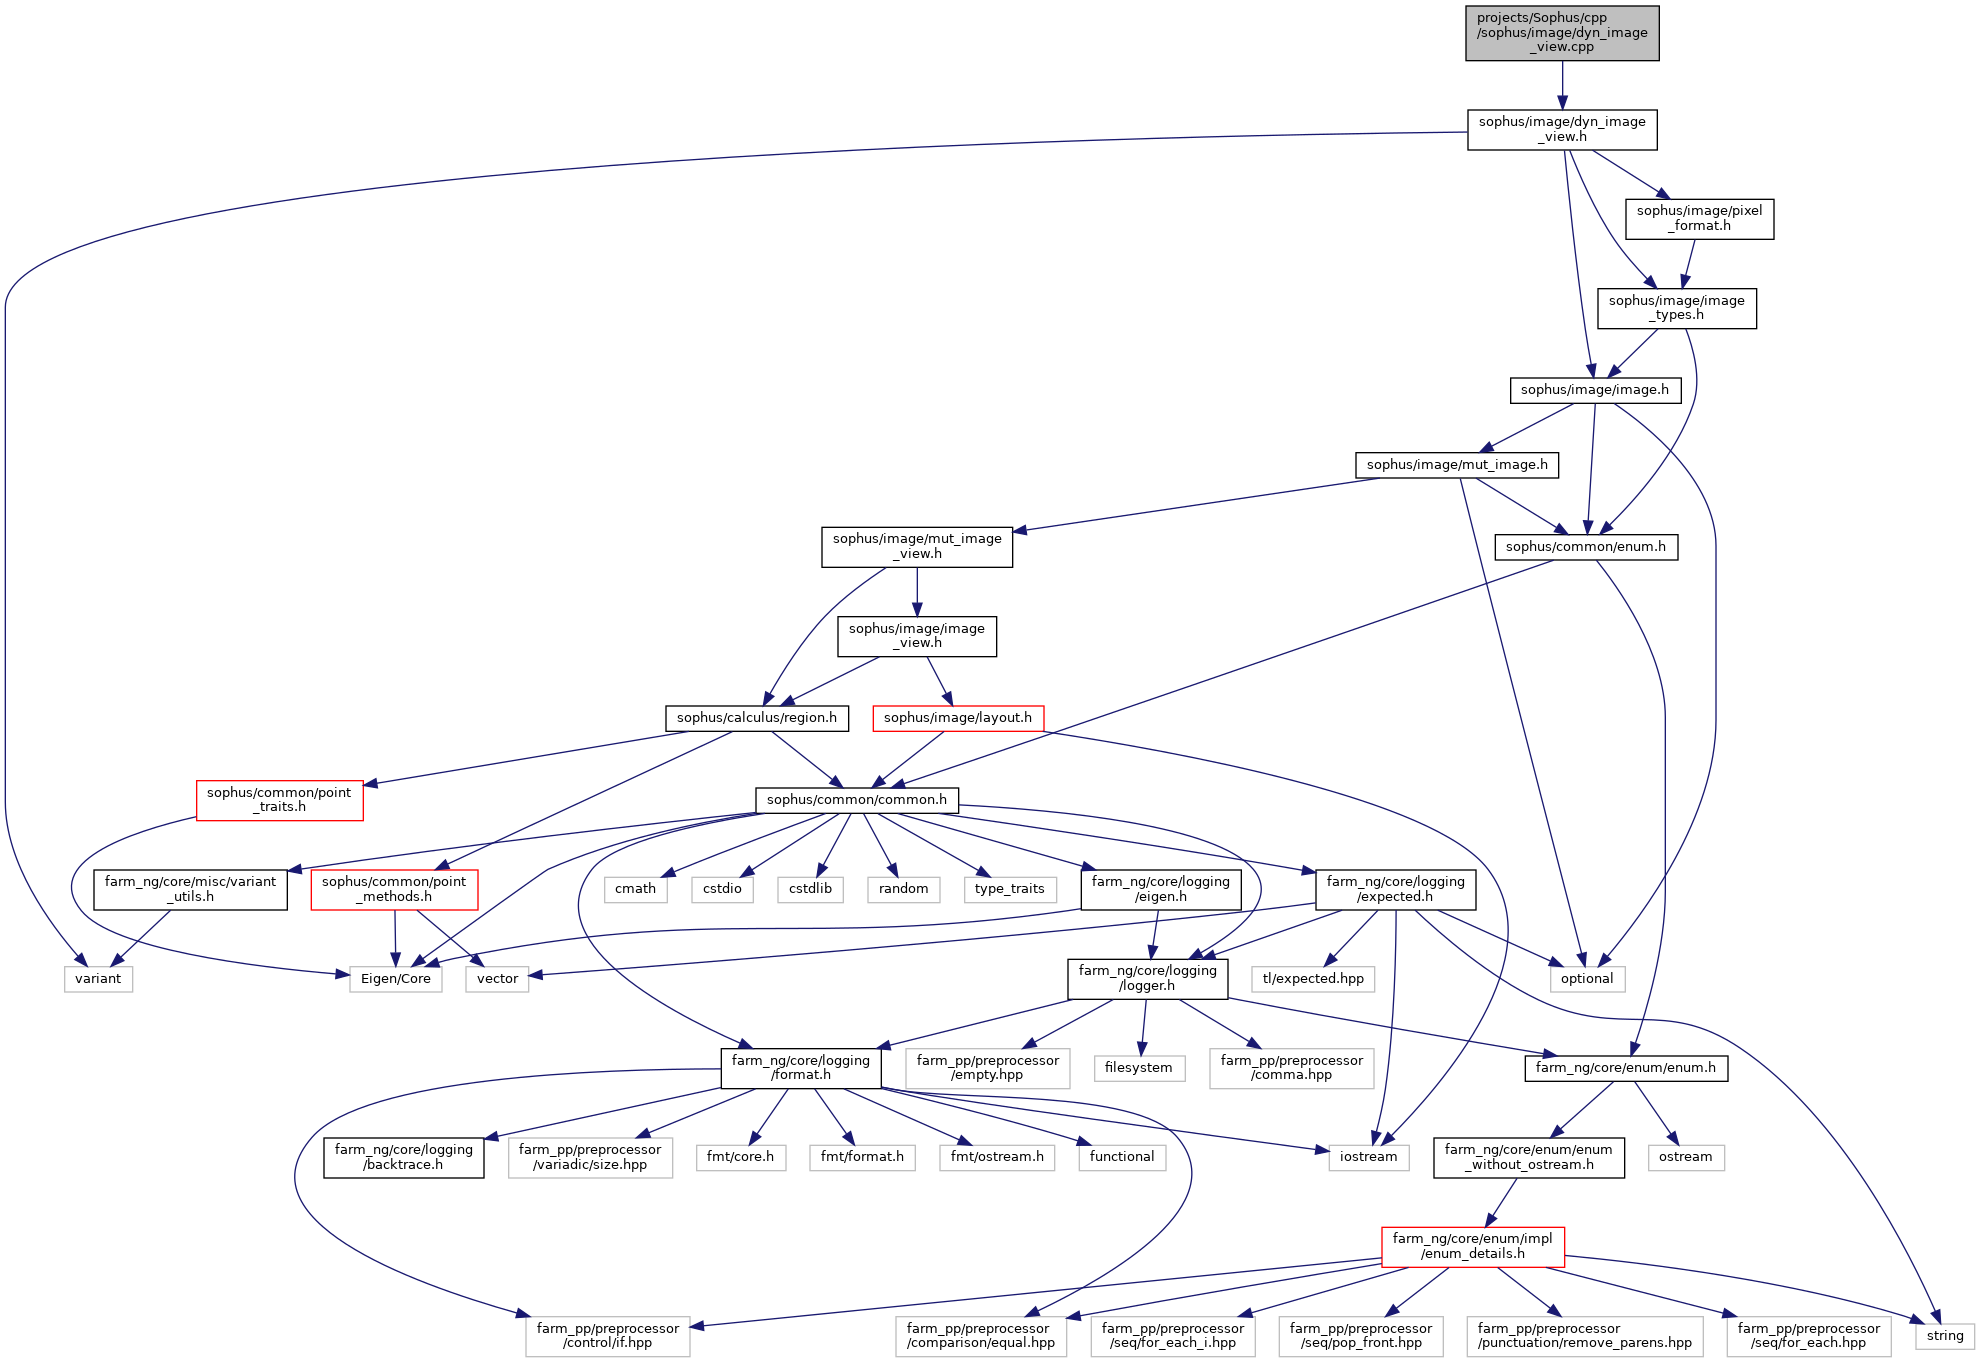 projects/Sophus/cpp
/sophus/image/dyn_image
_view.cpp
sophus/image/dyn_image
_view.h
sophus/image/pixel
_format.h
sophus/image/image
_types.h
sophus/image/image.h
sophus/image/mut_image.h
sophus/image/mut_image
_view.h
sophus/common/enum.h
sophus/image/image
_view.h
sophus/calculus/region.h
sophus/image/layout.h
sophus/common/point
_traits.h
sophus/common/common.h
farm_ng/core/misc/variant
_utils.h
sophus/common/point
_methods.h
cmath
cstdio
cstdlib
random
type_traits
farm_ng/core/logging
/eigen.h
farm_ng/core/logging
/expected.h
variant
Eigen/Core
vector
farm_ng/core/logging
/logger.h
tl/expected.hpp
optional
farm_ng/core/logging
/format.h
farm_pp/preprocessor
/empty.hpp
filesystem
farm_pp/preprocessor
/comma.hpp
farm_ng/core/enum/enum.h
farm_ng/core/logging
/backtrace.h
farm_pp/preprocessor
/variadic/size.hpp
fmt/core.h
fmt/format.h
fmt/ostream.h
functional
iostream
farm_ng/core/enum/enum
_without_ostream.h
ostream
farm_ng/core/enum/impl
/enum_details.h
farm_pp/preprocessor
/control/if.hpp
farm_pp/preprocessor
/comparison/equal.hpp
farm_pp/preprocessor
/seq/for_each_i.hpp
farm_pp/preprocessor
/seq/pop_front.hpp
farm_pp/preprocessor
/punctuation/remove_parens.hpp
farm_pp/preprocessor
/seq/for_each.hpp
string